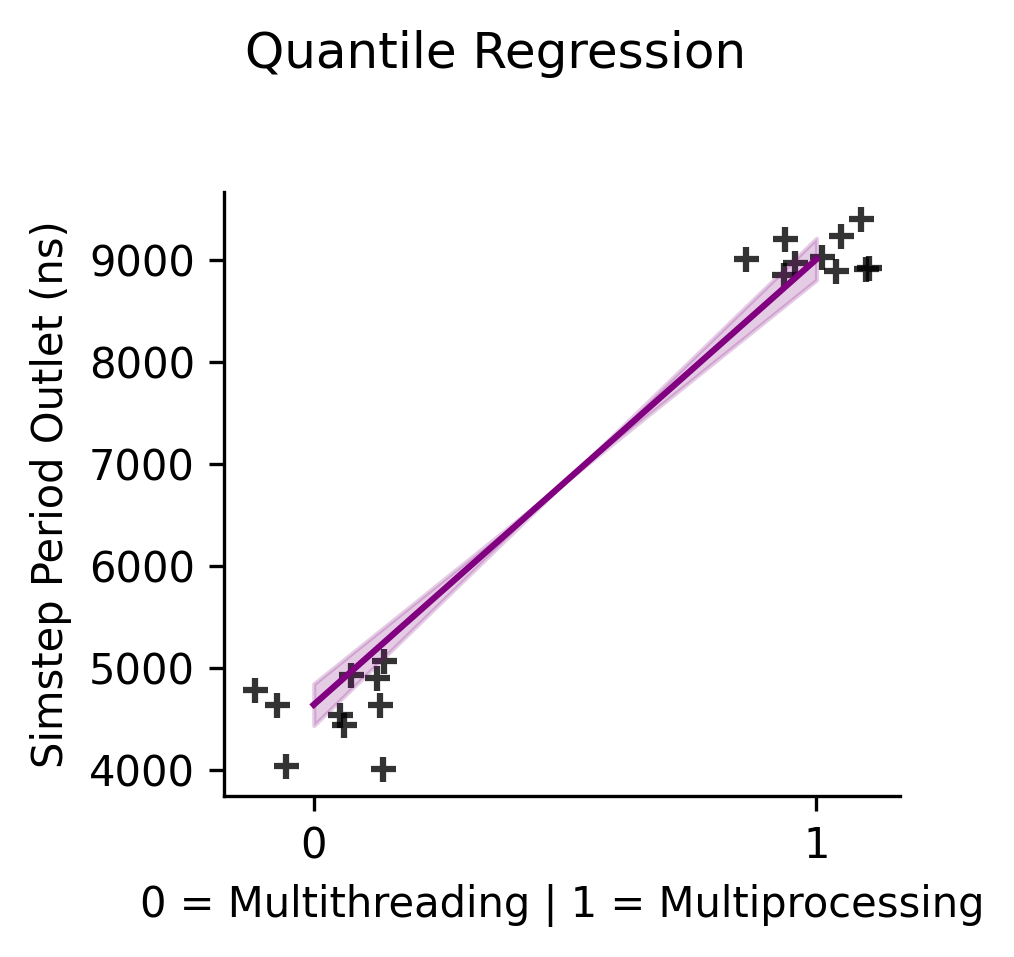 Quantile Regression
Simstep Period Outlet (ns)
9000
8000
7000
6000
5000
4000
0
1
0 = Multithreading | 1 = Multiprocessing